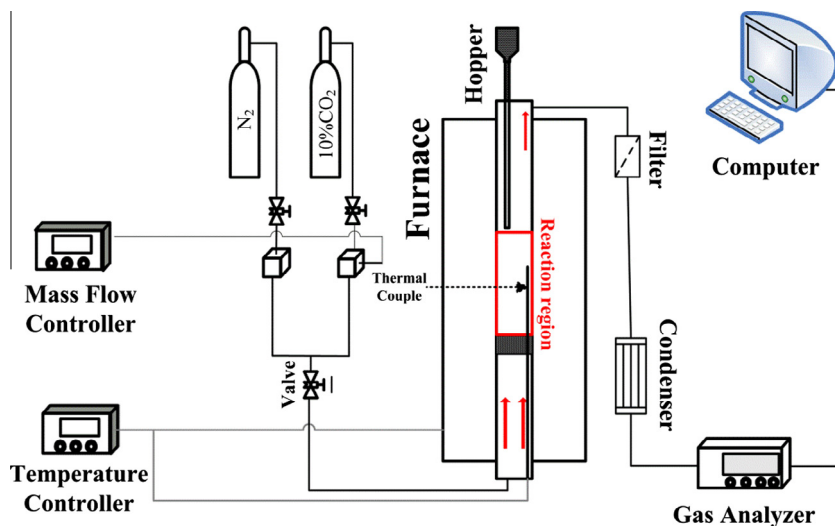 N₂
10%CO₂
Hopper
Furnace
Reaction region
Thermal
Couple
Filter
Computer
Mass Flow
Controller
Valve
Condenser
Temperature
Controller
Gas Analyzer